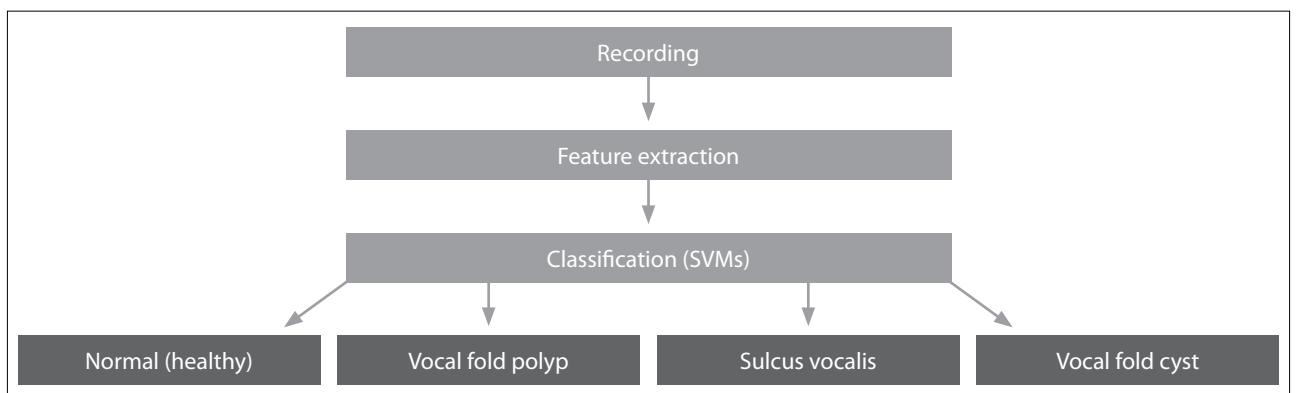 Recording
Feature extraction
Classification (SVMs)
Normal (healthy)
Vocal fold polyp
Sulcus vocalis
Vocal fold cyst